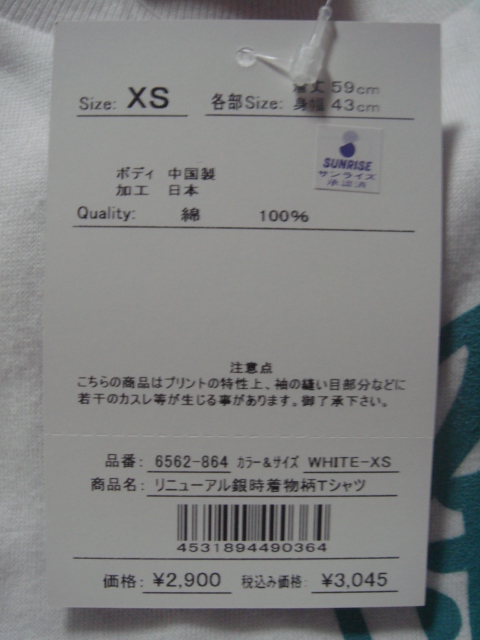 Size: XS 各部Size: 着丈 59cm
身幅 43cm
SUNRISE
サンライズ
承認済
ボディ 中国製
加工 日本
Quality: 綿 100%
注意点
こちらの商品はプリントの特性上、袖の縫い目部分などに
若干のカスレ等が生じる事があります。御了承下さい。
品番: 6562-864 カラー&サイズ WHITE-XS
商品名: リニューアル銀時着物柄Tシャツ
4531894490364
価格: ¥2,900 税込み価格: ¥3,045